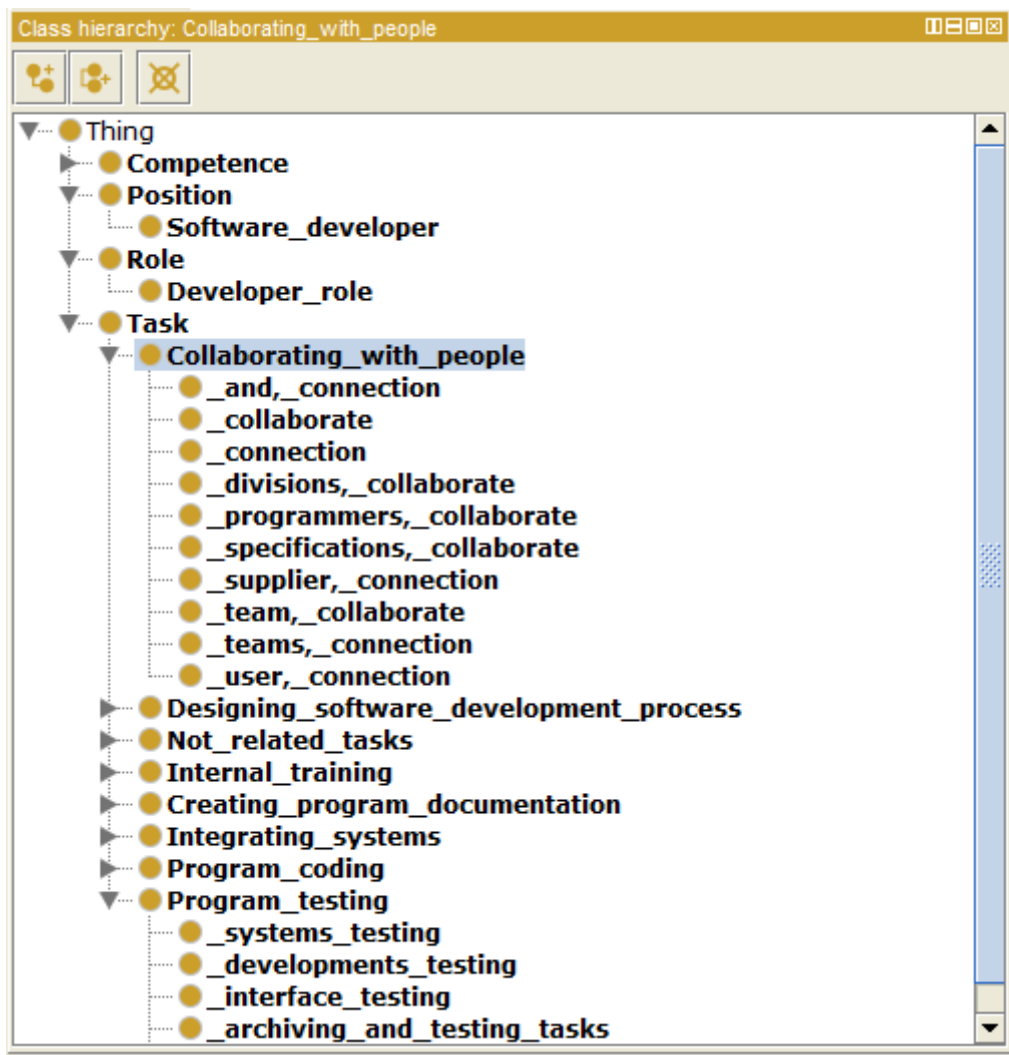 Class hierarchy: Collaborating_with_people
Thing
Competence
Position
Software_developer
Role
Developer_role
Task
Collaborating_with_people
_and,_connection
_collaborate
_connection
_divisions,_collaborate
_programmers,_collaborate
_specifications,_collaborate
_supplier,_connection
_team,_collaborate
_teams,_connection
_user,_connection
Designing_software_development_process
Not_related_tasks
Internal_training
Creating_program_documentation
Integrating_systems
Program_coding
Program_testing
_systems_testing
_developments_testing
_interface_testing
_archiving_and_testing_tasks